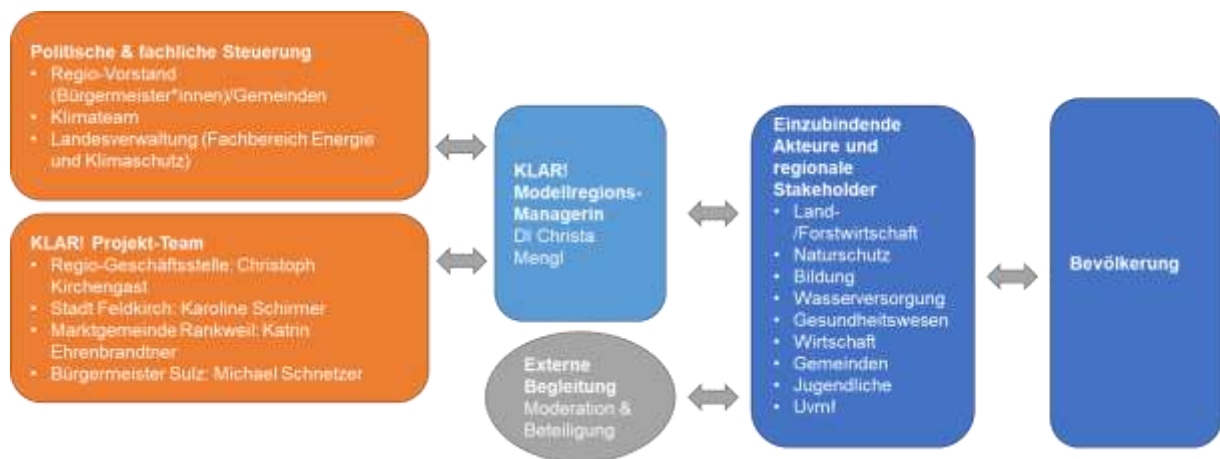 Politische & fachliche Steuerung
• Regio-Vorstand
(Bürgermeister*innen)/Gemeinden
• Klimateam
• Landesverwaltung (Fachbereich Energie
und Klimaschutz)
KLAR! Projekt-Team
• Regio-Geschäftsstelle: Christoph
Kirchengast
• Stadt Feldkirch: Karoline Schirmer
• Marktgemeinde Rankweil: Katrin
Ehrenbrandtner
• Bürgermeister Sulz: Michael Schnetzer
KLAR!
Modellregions-
Managerin
DI Christa
Mengl
Externe
Begleitung
Moderation &
Beteiligung
Einzubindende
Akteure und
regionale
Stakeholder
• Land-
/Forstwirtschaft
• Naturschutz
• Bildung
• Wasserversorgung
• Gesundheitswesen
• Wirtschaft
• Gemeinden
• Jugendliche
• Uvm!
Bevölkerung